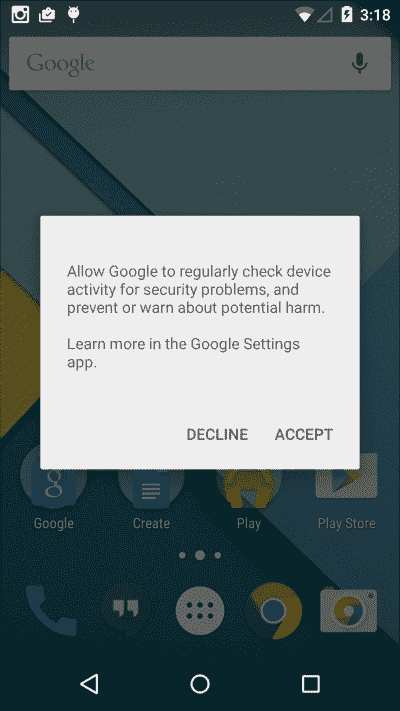 3:18
Google
Allow Google to regularly check device
activity for security problems, and
prevent or warn about potential harm.
Learn more in the Google Settings
app.
DECLINE ACCEPT
Google Create Play Play Store